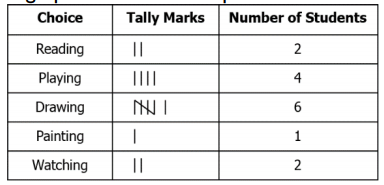 Choice Tally Marks Number of Students
Reading || 2
Playing |||| 4
Drawing 𝍸 | 6
Painting | 1
Watching || 2